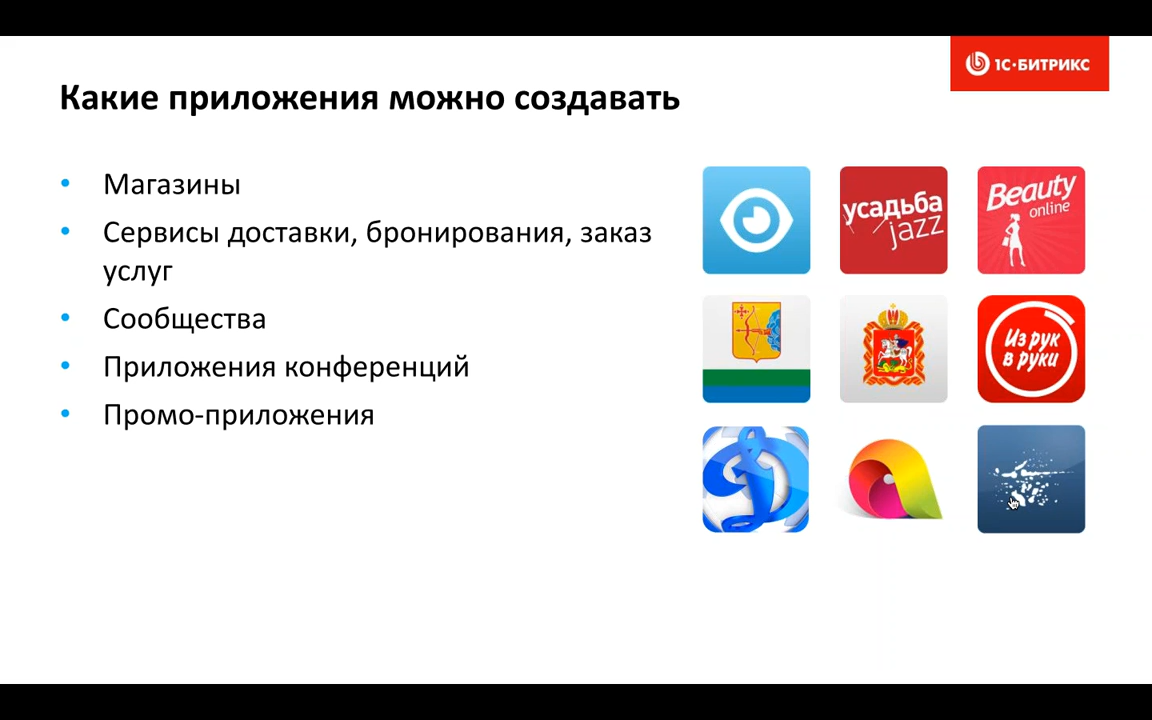 1С·БИТРИКС
Какие приложения можно создавать
• Магазины
• Сервисы доставки, бронирования, заказ
услуг
• Сообщества
• Приложения конференций
• Промо-приложения
усадьба
jazz
Beauty
online
Из рук
в руки